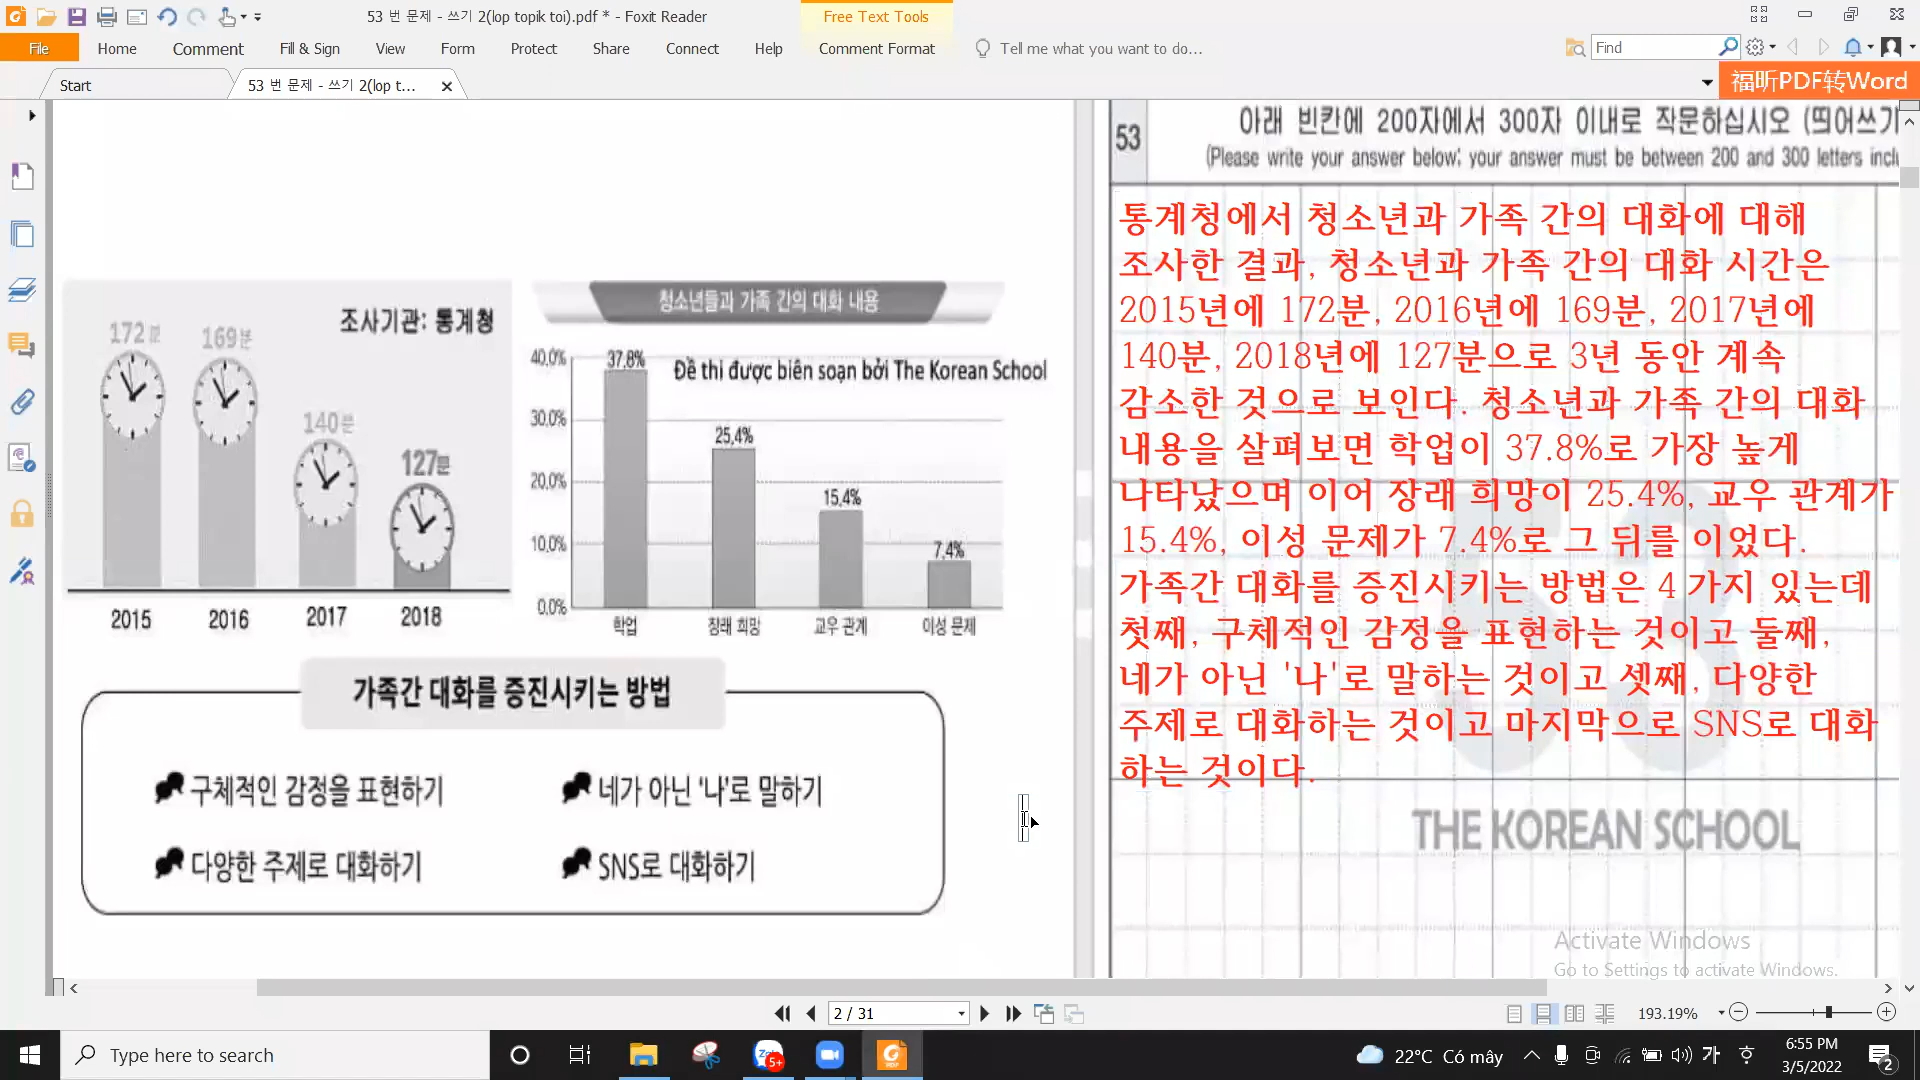 53 번 문제 - 쓰기 2(lop topik toi).pdf * - Foxit Reader
Free Text Tools
File
Home
Comment
Fill & Sign
View
Form
Protect
Share
Connect
Help
Comment Format
Tell me what you want to do...
Find
Start
53 번 문제 - 쓰기 2(lop t...
福昕PDF转Word
조사기관: 통계청
172분
169분
140분
127분
2015
2016
2017
2018
청소년들과 가족 간의 대화 내용
Đề thi được biên soạn bởi The Korean School
40,0%
30,0%
20,0%
10,0%
0,0%
37,8%
25,4%
15,4%
7,4%
학업
장래 희망
교우 관계
이성 문제
가족간 대화를 증진시키는 방법
구체적인 감정을 표현하기
네가 아닌 '나'로 말하기
다양한 주제로 대화하기
SNS로 대화하기
53
아래 빈칸에 200자에서 300자 이내로 작문하십시오 (띄어쓰기
(Please write your answer below; your answer must be between 200 and 300 letters inclu
통계청에서 청소년과 가족 간의 대화에 대해
조사한 결과, 청소년과 가족 간의 대화 시간은
2015년에 172분, 2016년에 169분, 2017년에
140분, 2018년에 127분으로 3년 동안 계속
감소한 것으로 보인다. 청소년과 가족 간의 대화
내용을 살펴보면 학업이 37.8%로 가장 높게
나타났으며 이어 장래 희망이 25.4%, 교우 관계가
15.4%, 이성 문제가 7.4%로 그 뒤를 이었다.
가족간 대화를 증진시키는 방법은 4 가지 있는데
첫째, 구체적인 감정을 표현하는 것이고 둘째,
네가 아닌 '나'로 말하는 것이고 셋째, 다양한
주제로 대화하는 것이고 마지막으로 SNS로 대화
하는 것이다.
53
THE KOREAN SCHOOL
Activate Windows
Go to Settings to activate Windows.
2 / 31
193.19%
Type here to search
5+
22°C Có mây
가
6:55 PM
3/5/2022
2